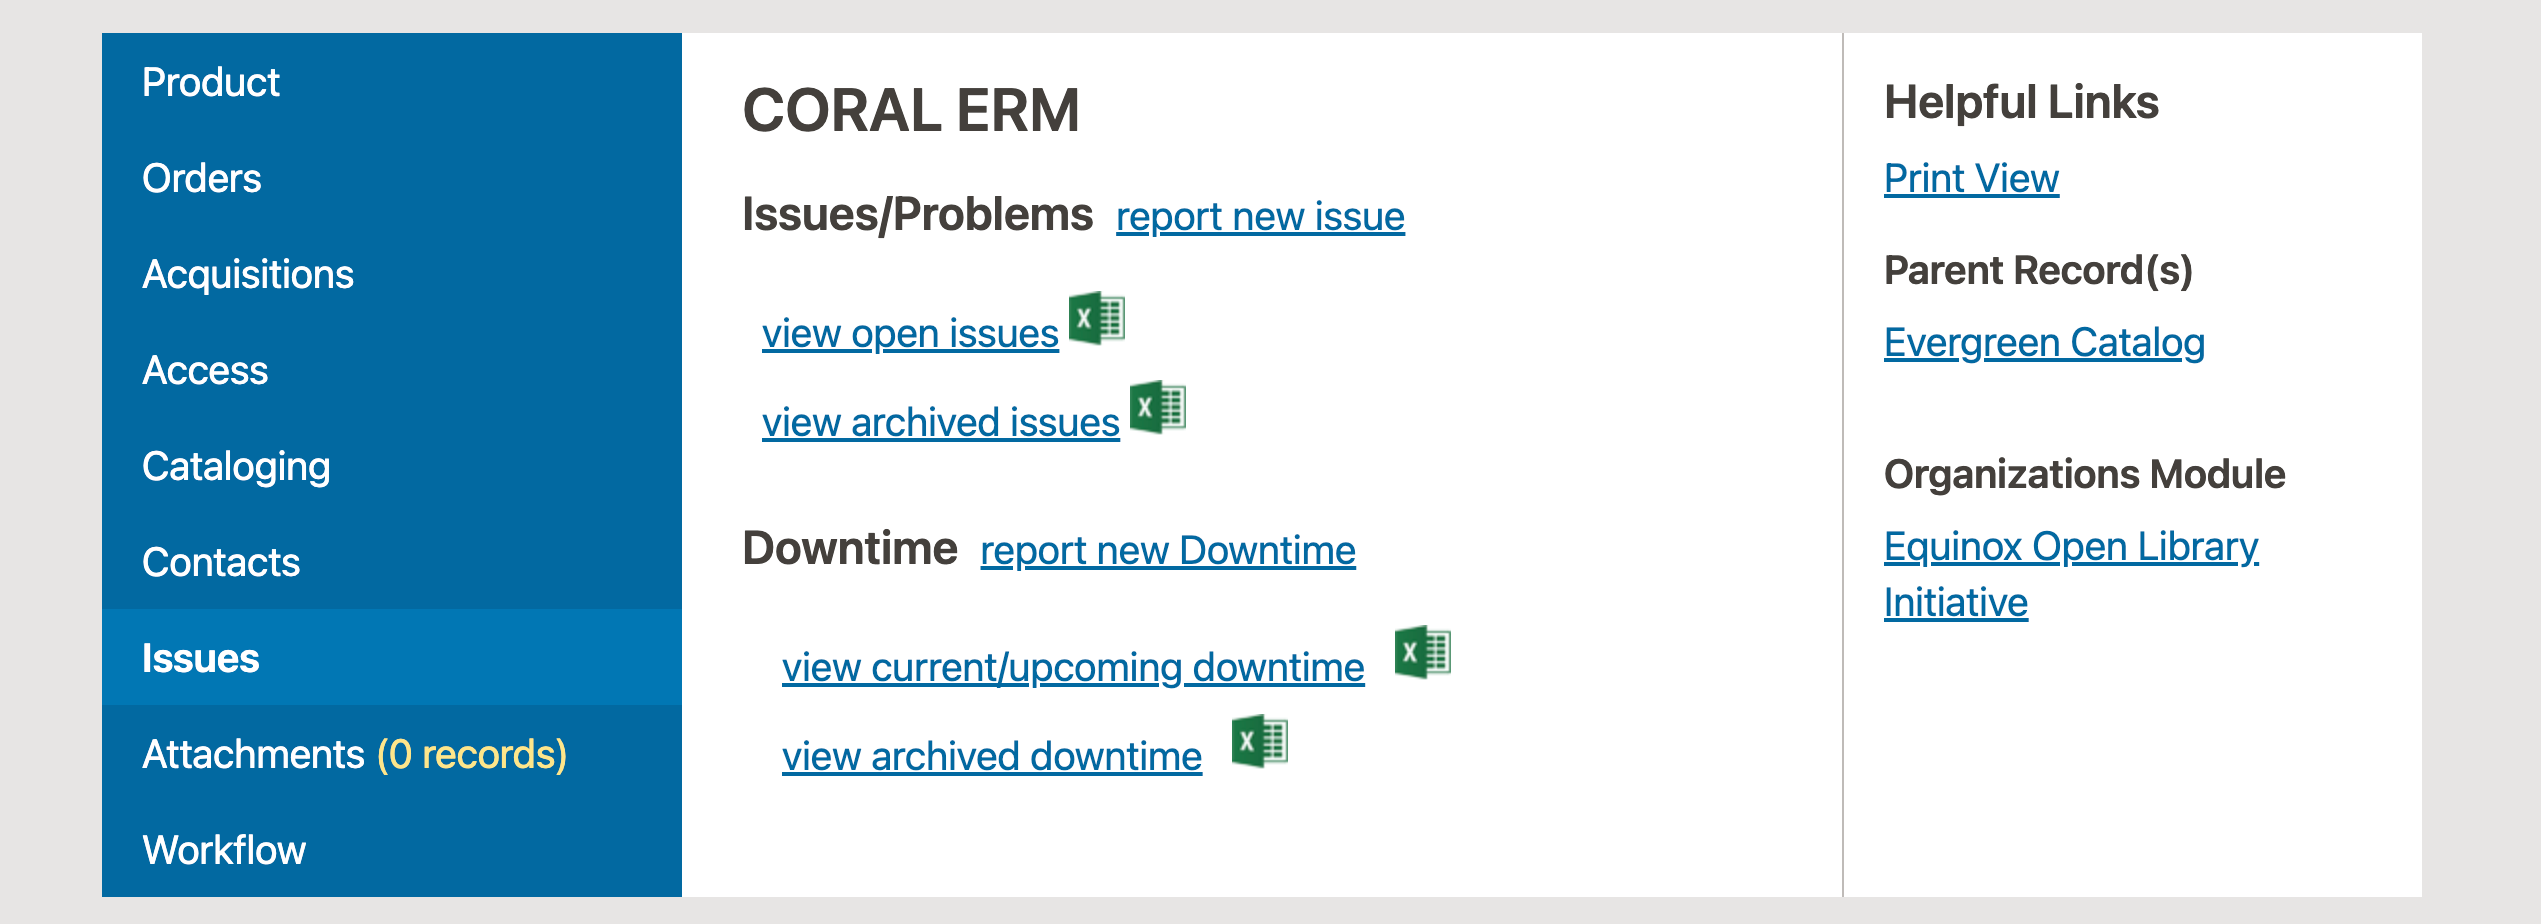 Product
Orders
Acquisitions
Access
Cataloging
Contacts
Issues
Attachments (0 records)
Workflow
CORAL ERM
Issues/Problems report new issue
view open issues
view archived issues
Downtime report new Downtime
view current/upcoming downtime
view archived downtime
Helpful Links
Print View
Parent Record(s)
Evergreen Catalog
Organizations Module
Equinox Open Library
Initiative